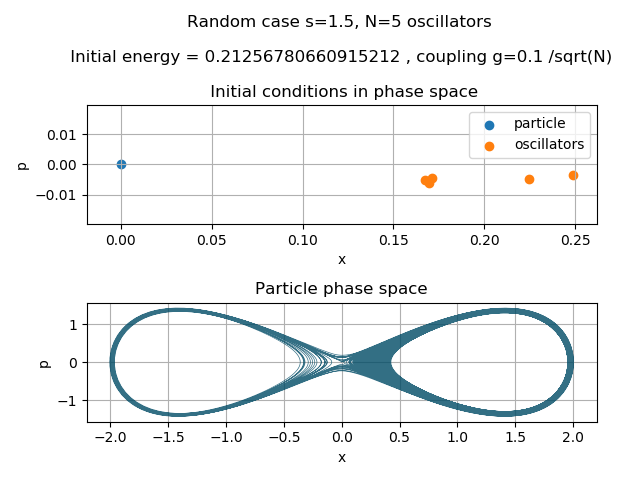 Random case s=1.5, N=5 oscillators
Initial energy = 0.21256780660915212 , coupling g=0.1 /sqrt(N)
Initial conditions in phase space
particle
oscillators
0.01
0.00
−0.01
p
0.00 0.05 0.10 0.15 0.20 0.25
x
Particle phase space
1
0
−1
p
−2.0 −1.5 −1.0 −0.5 0.0 0.5 1.0 1.5 2.0
x